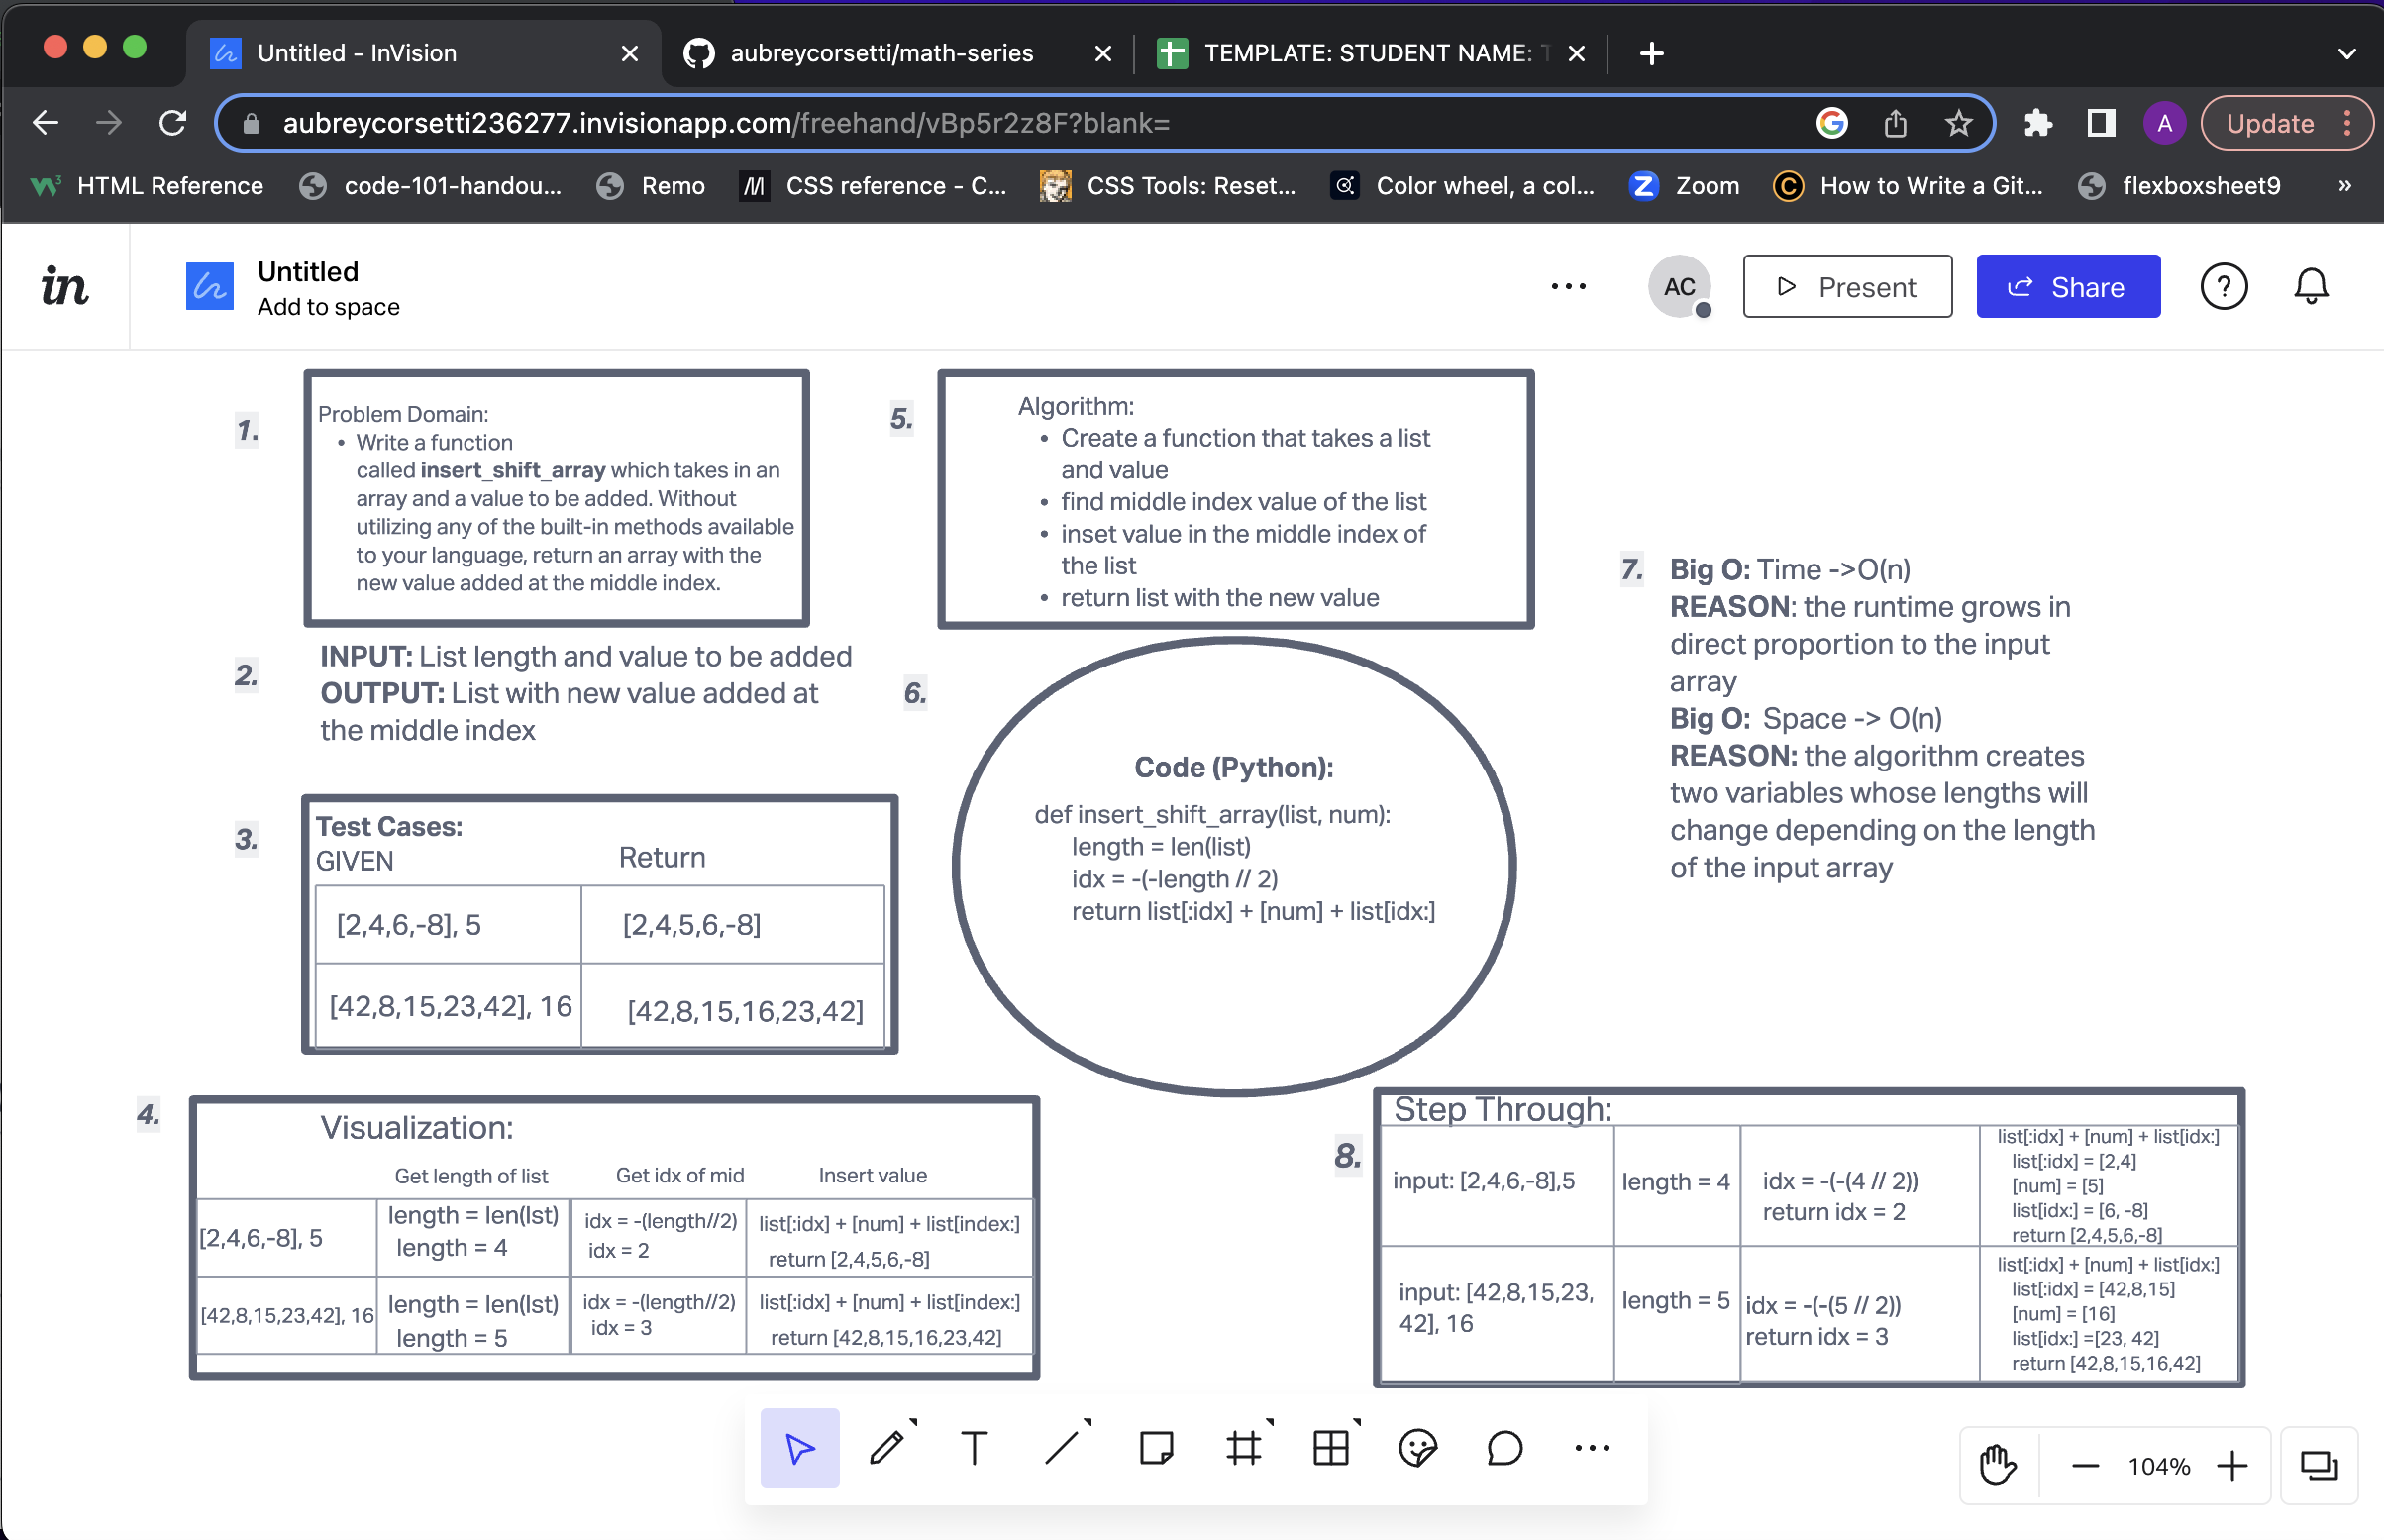 Untitled - InVision
aubreycorsetti/math-series
TEMPLATE: STUDENT NAME:
aubreycorsetti236277.invisionapp.com/freehand/vBp5r2z8F?blank=
A
Update
HTML Reference
code-101-handou...
Remo
CSS reference - C...
CSS Tools: Reset...
Color wheel, a col...
Zoom
How to Write a Git...
flexboxsheet9
»
in
Untitled
Add to space
AC
Present
Share
?
1.
Problem Domain:
• Write a function
called insert_shift_array which takes in an
array and a value to be added. Without
utilizing any of the built-in methods available
to your language, return an array with the
new value added at the middle index.
2.
INPUT: List length and value to be added
OUTPUT: List with new value added at
the middle index
3.
Test Cases:
GIVEN
Return
[2,4,6,-8], 5
[2,4,5,6,-8]
[42,8,15,23,42], 16
[42,8,15,16,23,42]
4.
Visualization:
Get length of list
Get idx of mid
Insert value
[2,4,6,-8], 5
length = len(lst)
length = 4
idx = -(length//2)
idx = 2
list[:idx] + [num] + list[index:]
return [2,4,5,6,-8]
[42,8,15,23,42], 16
length = len(lst)
length = 5
idx = -(length//2)
idx = 3
list[:idx] + [num] + list[index:]
return [42,8,15,16,23,42]
5.
Algorithm:
• Create a function that takes a list
and value
• find middle index value of the list
• inset value in the middle index of
the list
• return list with the new value
6.
Code (Python):
def insert_shift_array(list, num):
length = len(list)
idx = -(-length // 2)
return list[:idx] + [num] + list[idx:]
7.
Big O: Time ->O(n)
REASON: the runtime grows in
direct proportion to the input
array
Big O: Space -> O(n)
REASON: the algorithm creates
two variables whose lengths will
change depending on the length
of the input array
8.
Step Through:
input: [2,4,6,-8],5
length = 4
idx = -(-(4 // 2))
return idx = 2
list[:idx] + [num] + list[idx:]
list[:idx] = [2,4]
[num] = [5]
list[idx:] = [6, -8]
return [2,4,5,6,-8]
input: [42,8,15,23,
42], 16
length = 5
idx = -(-(5 // 2))
return idx = 3
list[:idx] + [num] + list[idx:]
list[:idx] = [42,8,15]
[num] = [16]
list[idx:] =[23, 42]
return [42,8,15,16,42]
T
104%